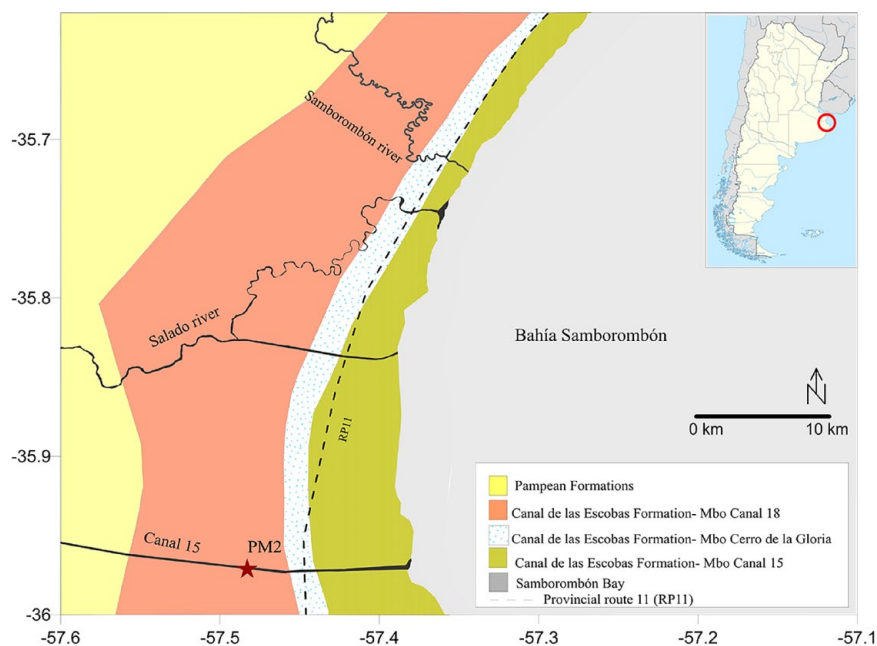 -35.7
-35.8
-35.9
-36
-57.6
-57.5
-57.4
-57.3
-57.2
-57.1
Samborombón river
Salado river
Bahía Samborombón
RP11
Canal 15
PM2
N
0 km
10 km
Pampean Formations
Canal de las Escobas Formation- Mbo Canal 18
Canal de las Escobas Formation- Mbo Cerro de la Gloria
Canal de las Escobas Formation- Mbo Canal 15
Samborombón Bay
Provincial route 11 (RP11)